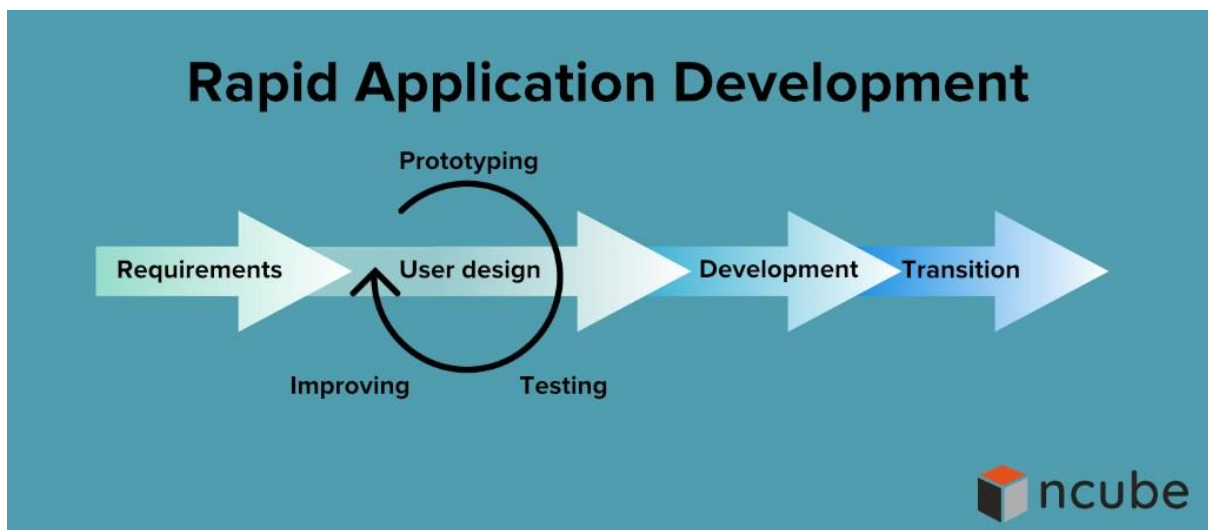 Rapid Application Development
Prototyping
Requirements
User design
Development
Transition
Improving
Testing
ncube